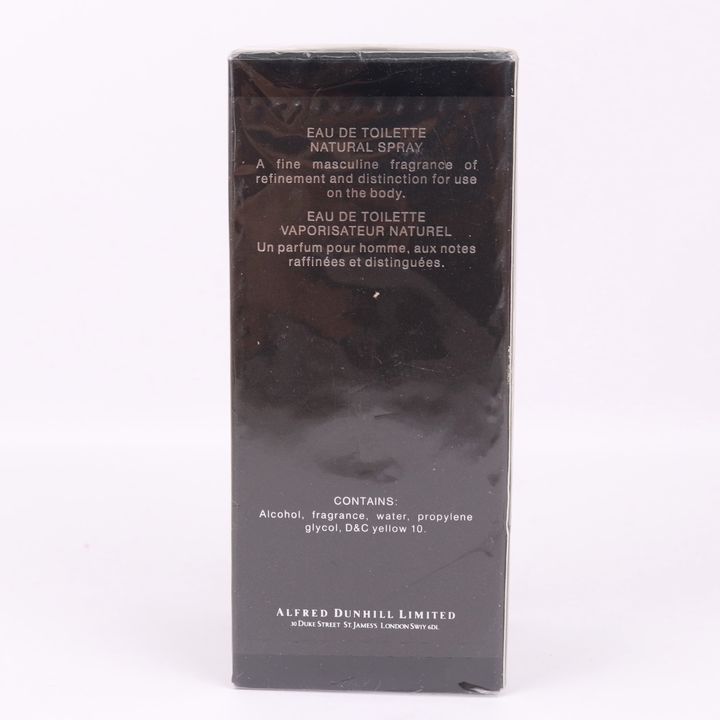 EAU DE TOILETTE
NATURAL SPRAY
A fine masculine fragrance of
refinement and distinction for use
on the body.
EAU DE TOILETTE
VAPORISATEUR NATUREL
Un parfum pour homme, aux notes
raffinées et distinguées.
CONTAINS:
Alcohol, fragrance, water, propylene
glycol, D&C yellow 10.
ALFRED DUNHILL LIMITED
30 DUKE STREET ST. JAMES'S LONDON SW1Y 6DL